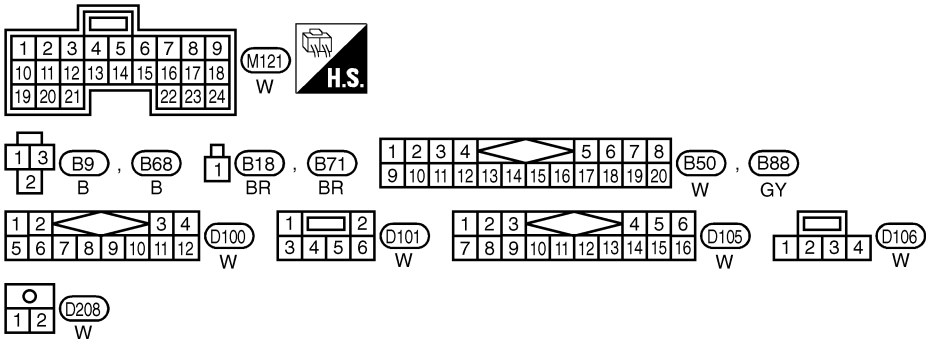 1 2 3 4 5 6 7 8 9
10 11 12 13 14 15 16 17 18
19 20 21 22 23 24
M121
W
H.S.
1 3
2
B9 , B68
B B
1
B18 , B71
BR BR
1 2 3 4 5 6 7 8
9 10 11 12 13 14 15 16 17 18 19 20
B50 , B88
W GY
1 2 3 4
5 6 7 8 9 10 11 12
D100
W
1 2
3 4 5 6
D101
W
1 2 3 4 5 6
7 8 9 10 11 12 13 14 15 16
D105
W
1 2 3 4
D106
W
1 2
D208
W